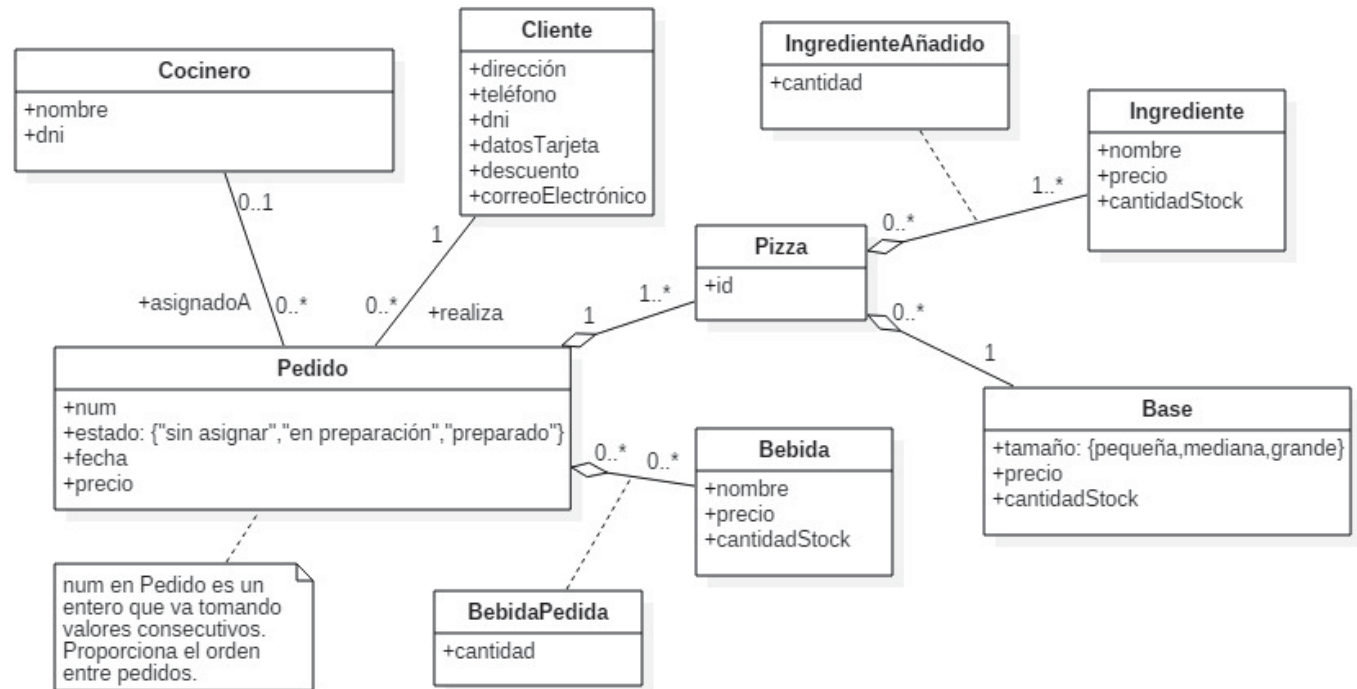 Cocinero
+nombre
+dni
Cliente
+dirección
+teléfono
+dni
+datosTarjeta
+descuento
+correoElectrónico
IngredienteAñadido
+cantidad
Ingrediente
+nombre
+precio
+cantidadStock
0..1
1
0..*
1..*
Pizza
+id
+asignadoA
0..*
0..*
+realiza
1
1..*
0..*
1
Pedido
+num
+estado: {"sin asignar","en preparación","preparado"}
+fecha
+precio
0..*
0..*
Bebida
+nombre
+precio
+cantidadStock
Base
+tamaño: {pequeña,mediana,grande}
+precio
+cantidadStock
num en Pedido es un
entero que va tomando
valores consecutivos.
Proporciona el orden
entre pedidos.
BebidaPedida
+cantidad